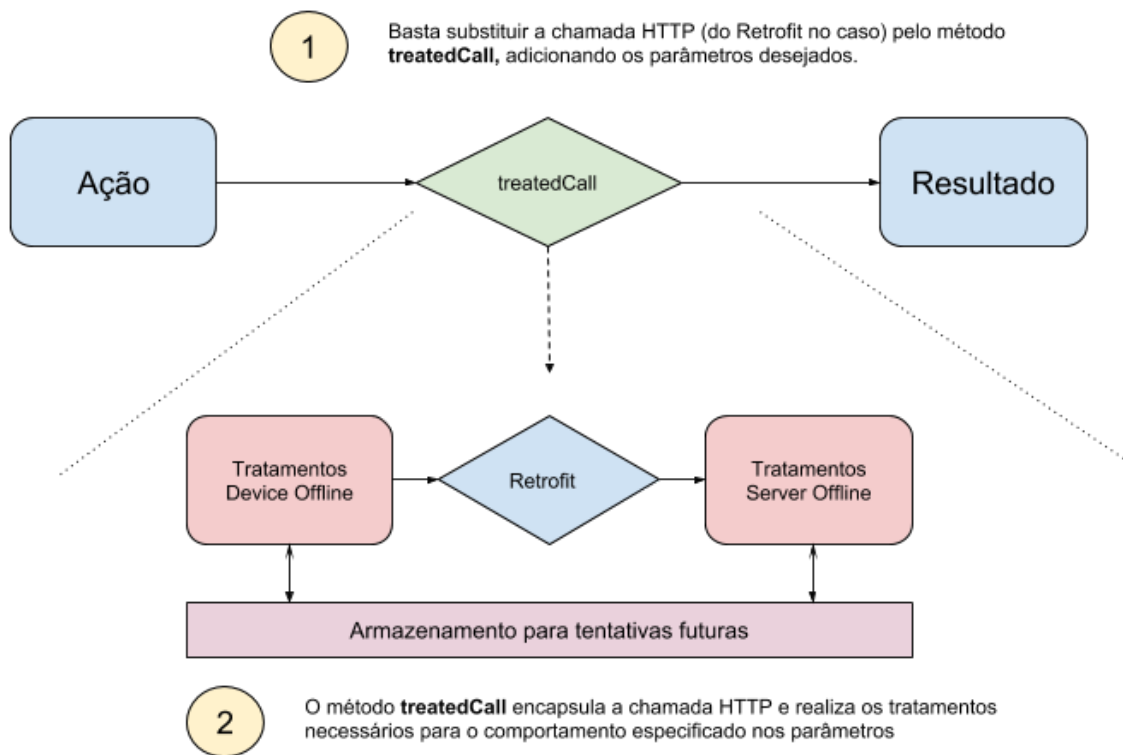 1
Basta substituir a chamada HTTP (do Retrofit no caso) pelo método
treatedCall, adicionando os parâmetros desejados.
Ação
treatedCall
Resultado
Tratamentos
Device Offline
Retrofit
Tratamentos
Server Offline
Armazenamento para tentativas futuras
2
O método treatedCall encapsula a chamada HTTP e realiza os tratamentos
necessários para o comportamento especificado nos parâmetros